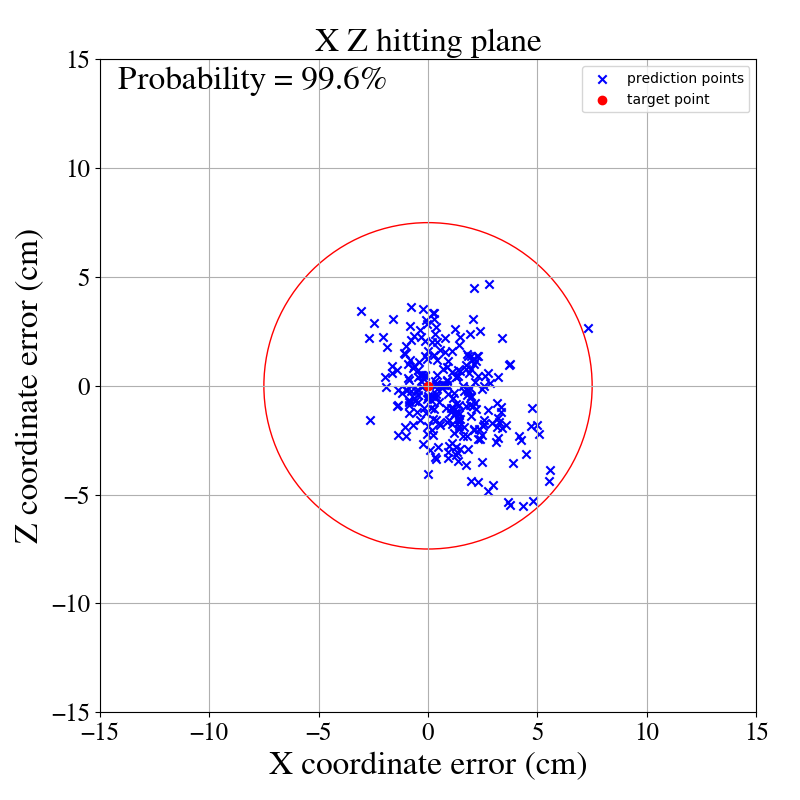 X Z hitting plane
Probability = 99.6%
prediction points
target point
15
10
5
0
−5
−10
−15
Z coordinate error (cm)
−15 −10 −5 0 5 10 15
X coordinate error (cm)